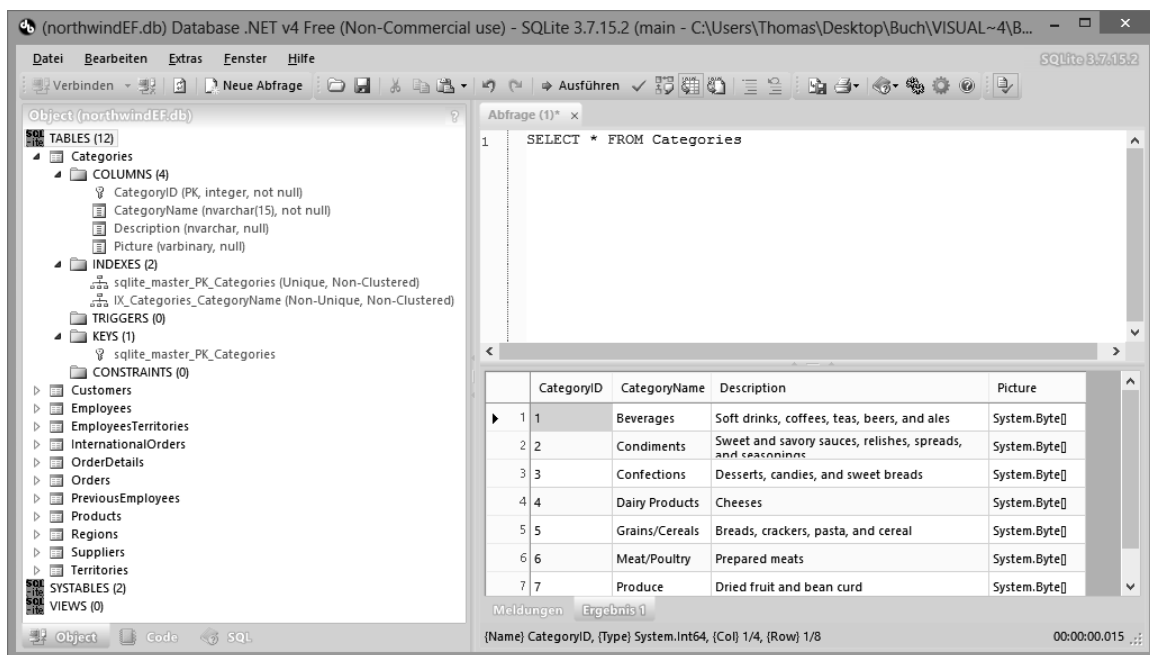 (northwindEF.db) Database .NET v4 Free (Non-Commercial use) - SQLite 3.7.15.2 (main - C:\Users\Thomas\Desktop\Buch\VISUAL~4\B...
Datei Bearbeiten Extras Fenster Hilfe SQLite 3.7.15.2
Verbinden Neue Abfrage Ausführen
Object (northwindEF.db)
TABLES (12)
Categories
COLUMNS (4)
CategoryID (PK, integer, not null)
CategoryName (nvarchar(15), not null)
Description (nvarchar, null)
Picture (varbinary, null)
INDEXES (2)
sqlite_master_PK_Categories (Unique, Non-Clustered)
IX_Categories_CategoryName (Non-Unique, Non-Clustered)
TRIGGERS (0)
KEYS (1)
sqlite_master_PK_Categories
CONSTRAINTS (0)
Customers
Employees
EmployeesTerritories
InternationalOrders
OrderDetails
Orders
PreviousEmployees
Products
Regions
Suppliers
Territories
SYSTABLES (2)
VIEWS (0)
Object Code SQL
Abfrage (1)* x
1 SELECT * FROM Categories
CategoryID CategoryName Description Picture
1 1 Beverages Soft drinks, coffees, teas, beers, and ales System.Byte[]
2 2 Condiments Sweet and savory sauces, relishes, spreads, and seasonings System.Byte[]
3 3 Confections Desserts, candies, and sweet breads System.Byte[]
4 4 Dairy Products Cheeses System.Byte[]
5 5 Grains/Cereals Breads, crackers, pasta, and cereal System.Byte[]
6 6 Meat/Poultry Prepared meats System.Byte[]
7 7 Produce Dried fruit and bean curd System.Byte[]
Meldungen Ergebnis 1
{Name} CategoryID, {Type} System.Int64, {Col} 1/4, {Row} 1/8 00:00:00.015